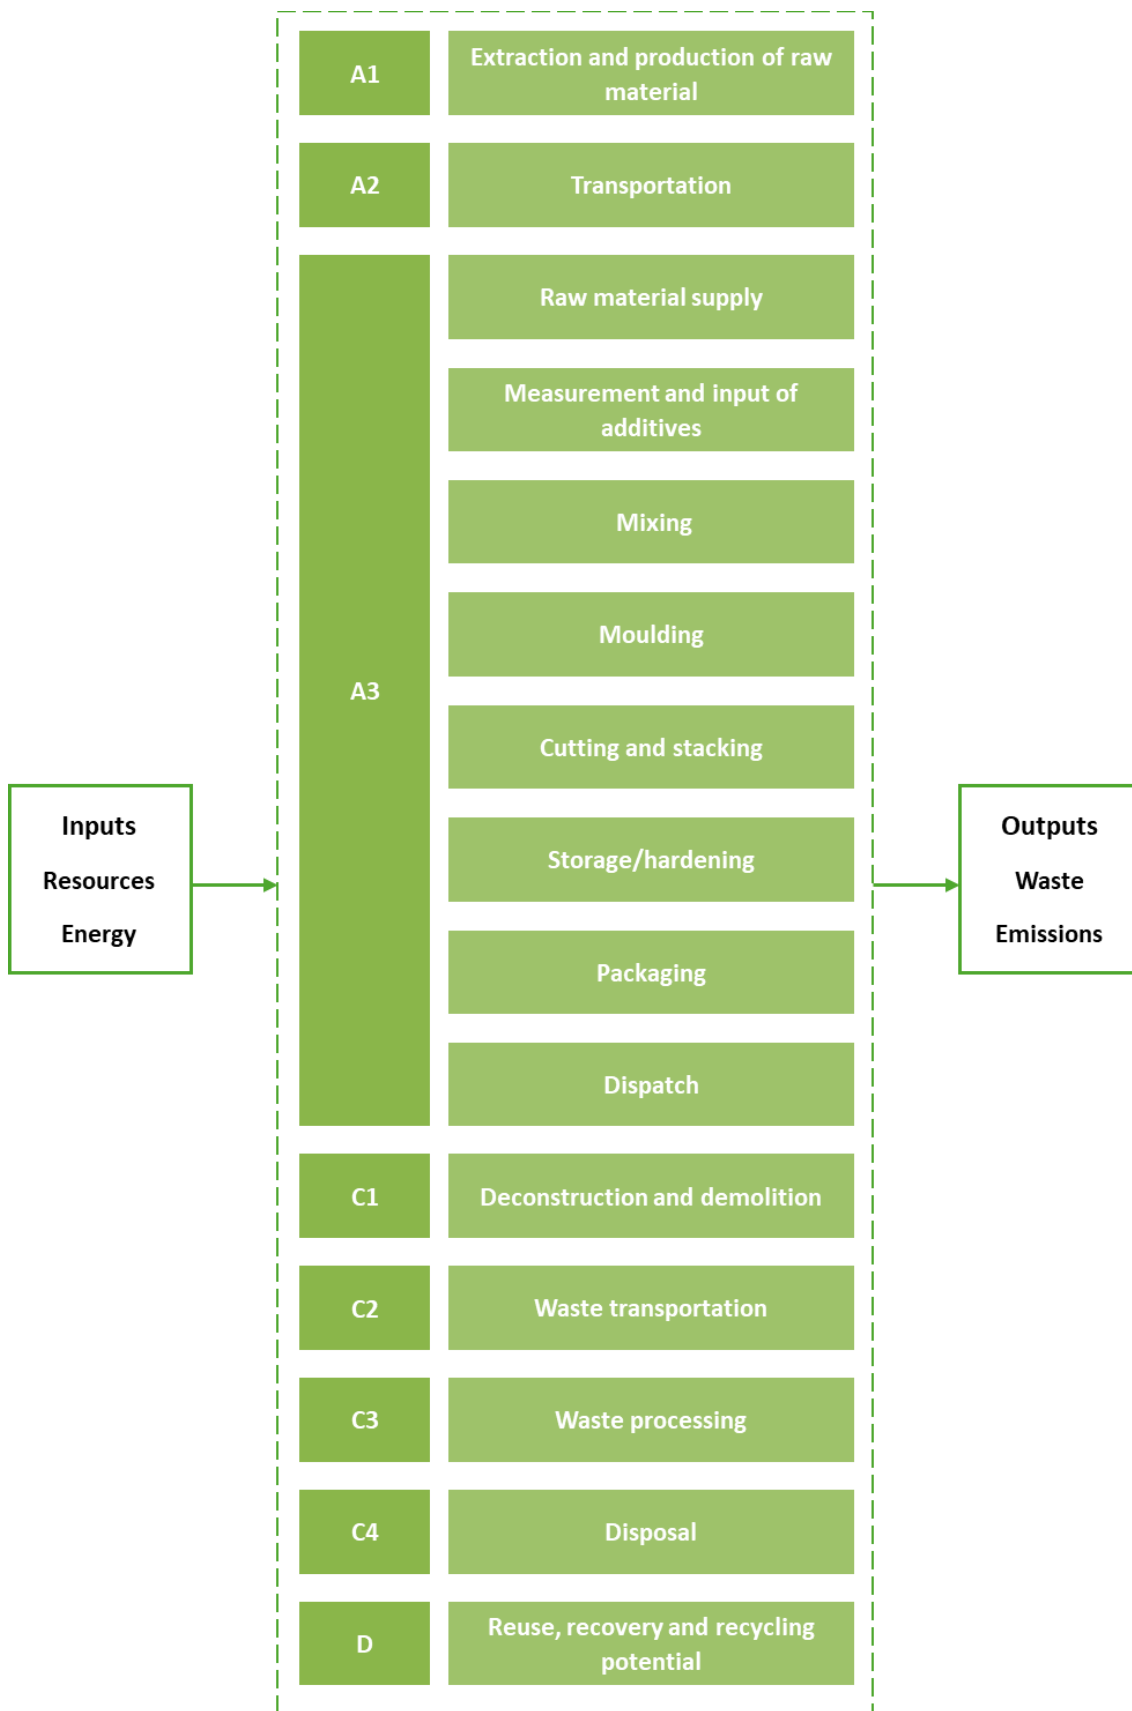 A1
Extraction and production of raw
material
A2
Transportation
A3
Raw material supply
Measurement and input of
additives
Mixing
Moulding
Cutting and stacking
Storage/hardening
Packaging
Dispatch
Inputs
Resources
Energy
Outputs
Waste
Emissions
C1
Deconstruction and demolition
C2
Waste transportation
C3
Waste processing
C4
Disposal
D
Reuse, recovery and recycling
potential